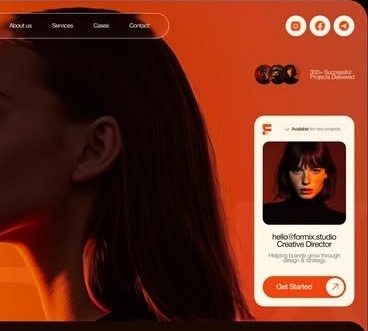 About us
Services
Cases
Contact
300+ Successful
Projects Delivered
Available for new projects
hello@formix.studio
Creative Director
Helping brands grow through
design & strategy
Get Started